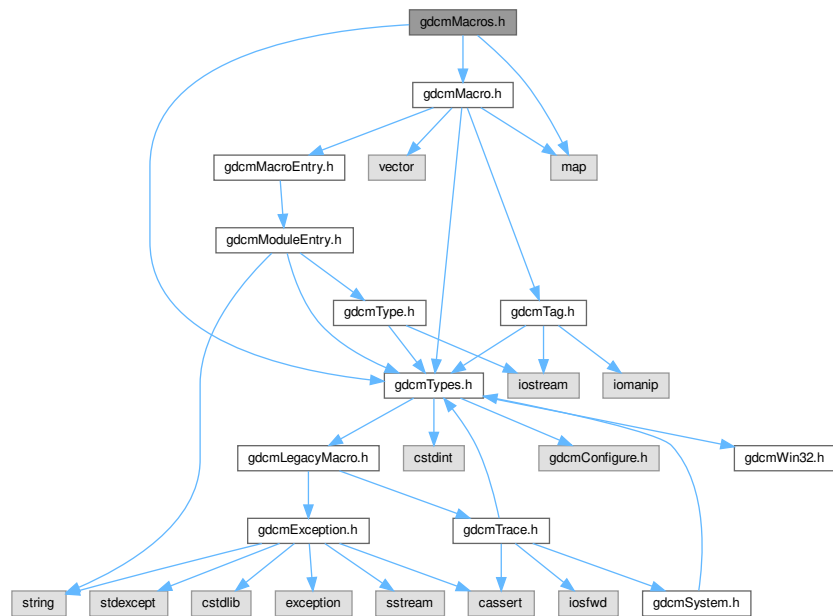 gdcmMacros.h
gdcmMacro.h
gdcmMacroEntry.h
vector
map
gdcmModuleEntry.h
gdcmType.h
gdcmTag.h
gdcmTypes.h
iostream
iomanip
gdcmLegacyMacro.h
cstdint
gdcmConfigure.h
gdcmWin32.h
gdcmException.h
gdcmTrace.h
string
stdexcept
cstdlib
exception
sstream
cassert
iosfwd
gdcmSystem.h